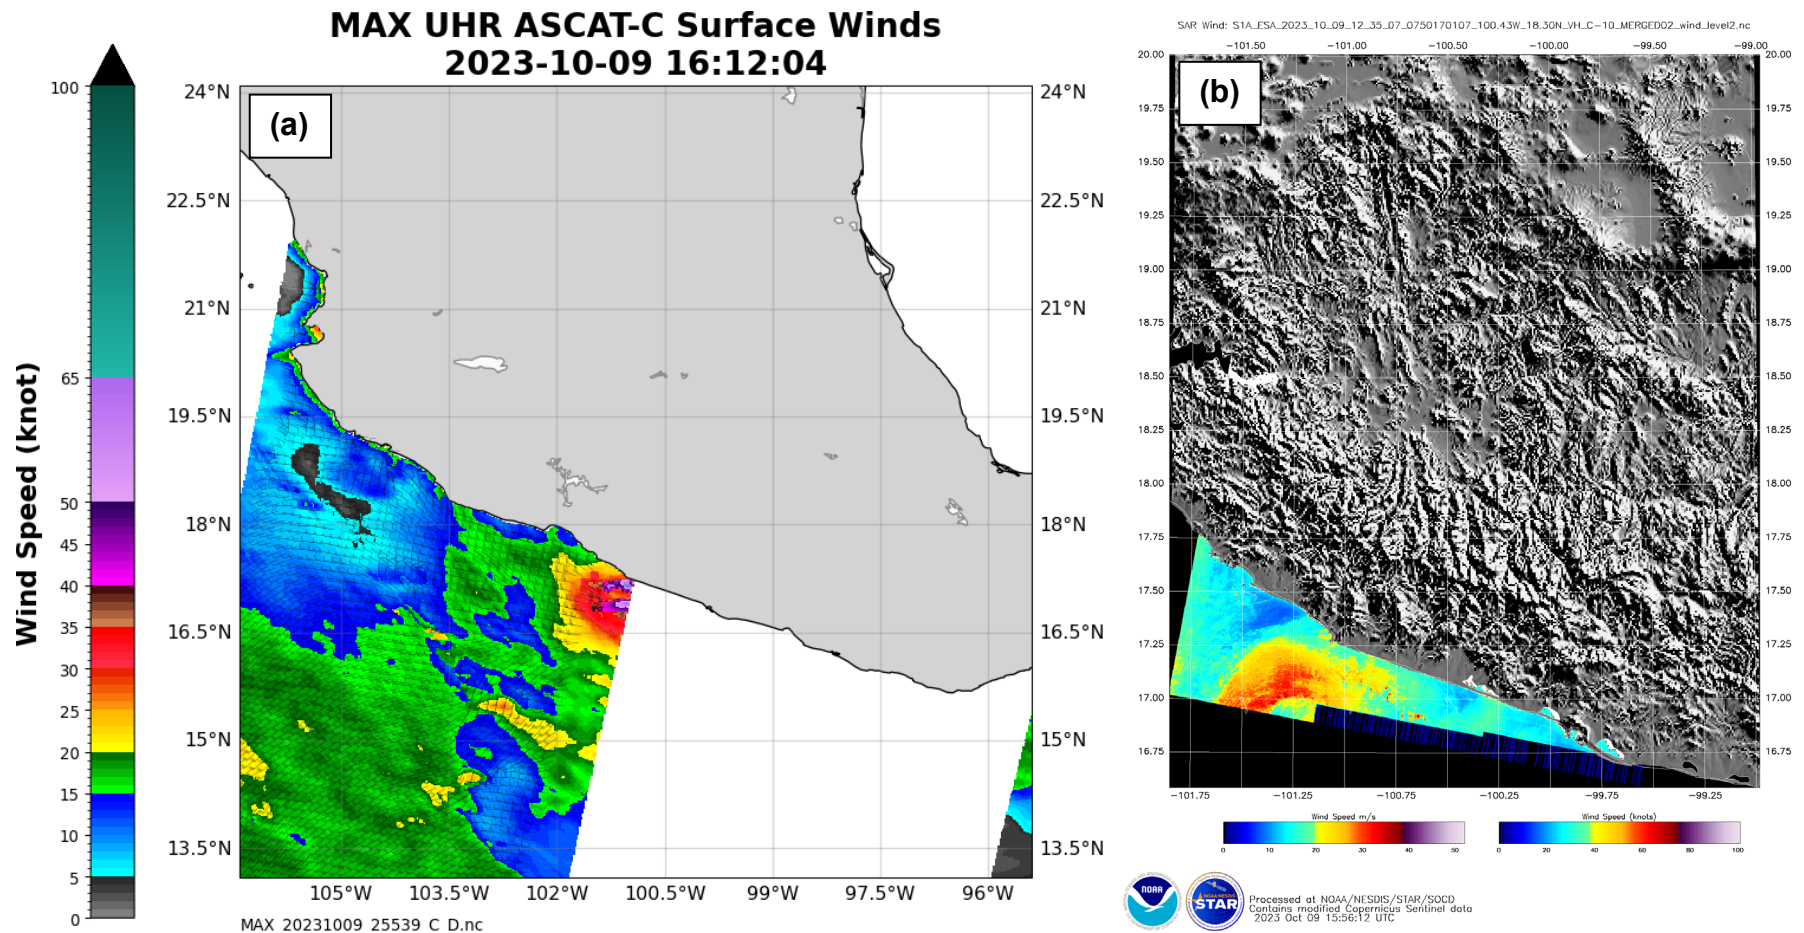 MAX UHR ASCAT-C Surface Winds
2023-10-09 16:12:04
(a)
Wind Speed (knot)
100
65
50
45
40
35
30
25
20
15
10
5
0
24°N
22.5°N
21°N
19.5°N
18°N
16.5°N
15°N
13.5°N
24°N
22.5°N
21°N
19.5°N
18°N
16.5°N
15°N
13.5°N
105°W 103.5°W 102°W 100.5°W 99°W 97.5°W 96°W
MAX_20231009_25539_C_D.nc
SAR Wind: S1A_ESA_2023_10_09_12_35_07_0750170107_100.43W_18.30N_VH_C-10_MERGED02_wind_level2.nc
-101.50 -101.00 -100.50 -100.00 -99.50 -99.00
(b)
20.00
19.75
19.50
19.25
19.00
18.75
18.50
18.25
18.00
17.75
17.50
17.25
17.00
16.75
20.00
19.75
19.50
19.25
19.00
18.75
18.50
18.25
18.00
17.75
17.50
17.25
17.00
16.75
-101.75 -101.25 -100.75 -100.25 -99.75 -99.25
Wind Speed m/s
0 10 20 30 40 50
Wind Speed (knots)
0 20 40 60 80 100
NOAA
STAR
Processed at NOAA/NESDIS/STAR/SOCD
Contains modified Copernicus Sentinel data
2023 Oct 09 15:56:12 UTC